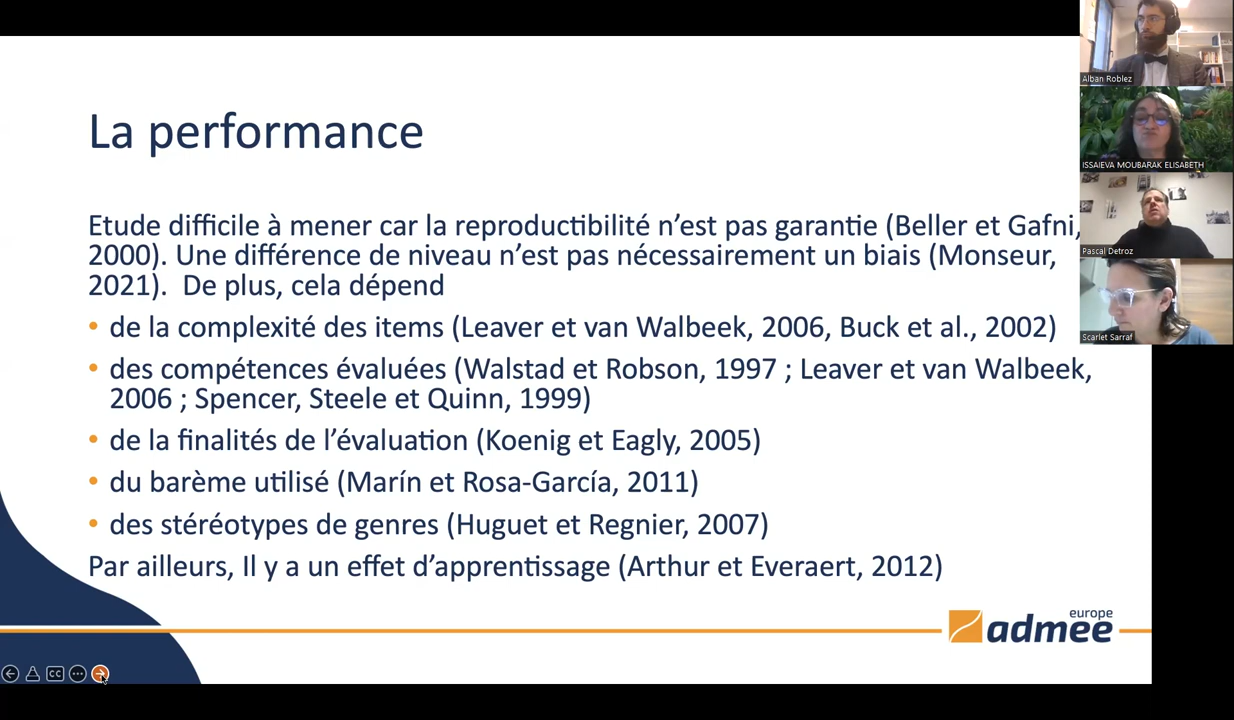 La performance
Etude difficile à mener car la reproductibilité n’est pas garantie (Beller et Gafni,
2000). Une différence de niveau n’est pas nécessairement un biais (Monseur,
2021).  De plus, cela dépend
• de la complexité des items (Leaver et van Walbeek, 2006, Buck et al., 2002)
• des compétences évaluées (Walstad et Robson, 1997 ; Leaver et van Walbeek,
2006 ; Spencer, Steele et Quinn, 1999)
• de la finalités de l’évaluation (Koenig et Eagly, 2005)
• du barème utilisé (Marín et Rosa-García, 2011)
• des stéréotypes de genres (Huguet et Regnier, 2007)
Par ailleurs, Il y a un effet d’apprentissage (Arthur et Everaert, 2012)
europe
admee
CC
Alban Roblez
ISSAIEVA MOUBARAK ELISABETH
Pascal Detroz
Scarlet Sarraf